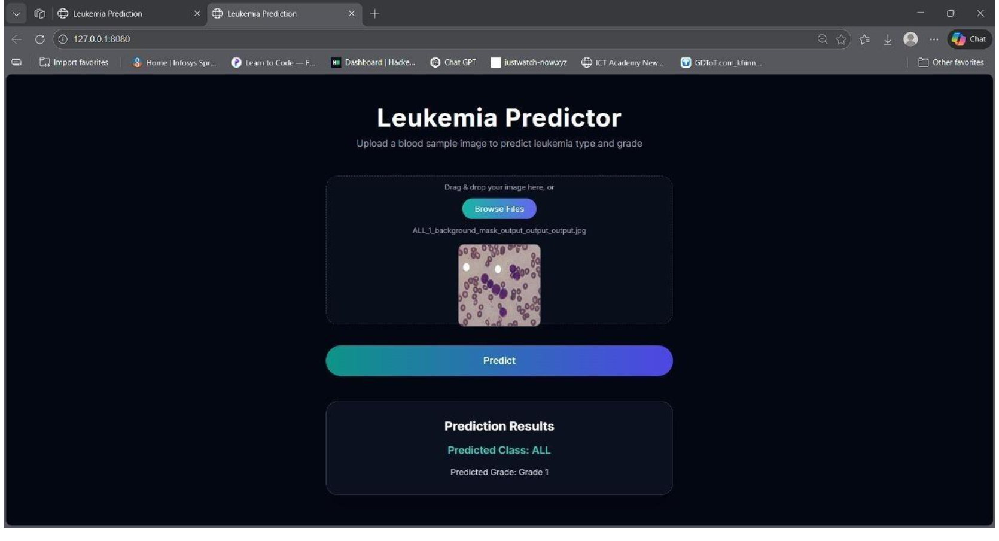 Leukemia Prediction
Leukemia Prediction
127.0.0.1:8080
Chat
Import favorites
Home | Infosys Spr...
Learn to Code — F...
Dashboard | Hacke...
Chat GPT
justwatch-now.xyz
ICT Academy New...
GDToT.com_kfiinn...
Other favorites
Leukemia Predictor
Upload a blood sample image to predict leukemia type and grade
Drag & drop your image here, or
Browse Files
ALL_1_background_mask_output_output_output.jpg
Predict
Prediction Results
Predicted Class: ALL
Predicted Grade: Grade 1